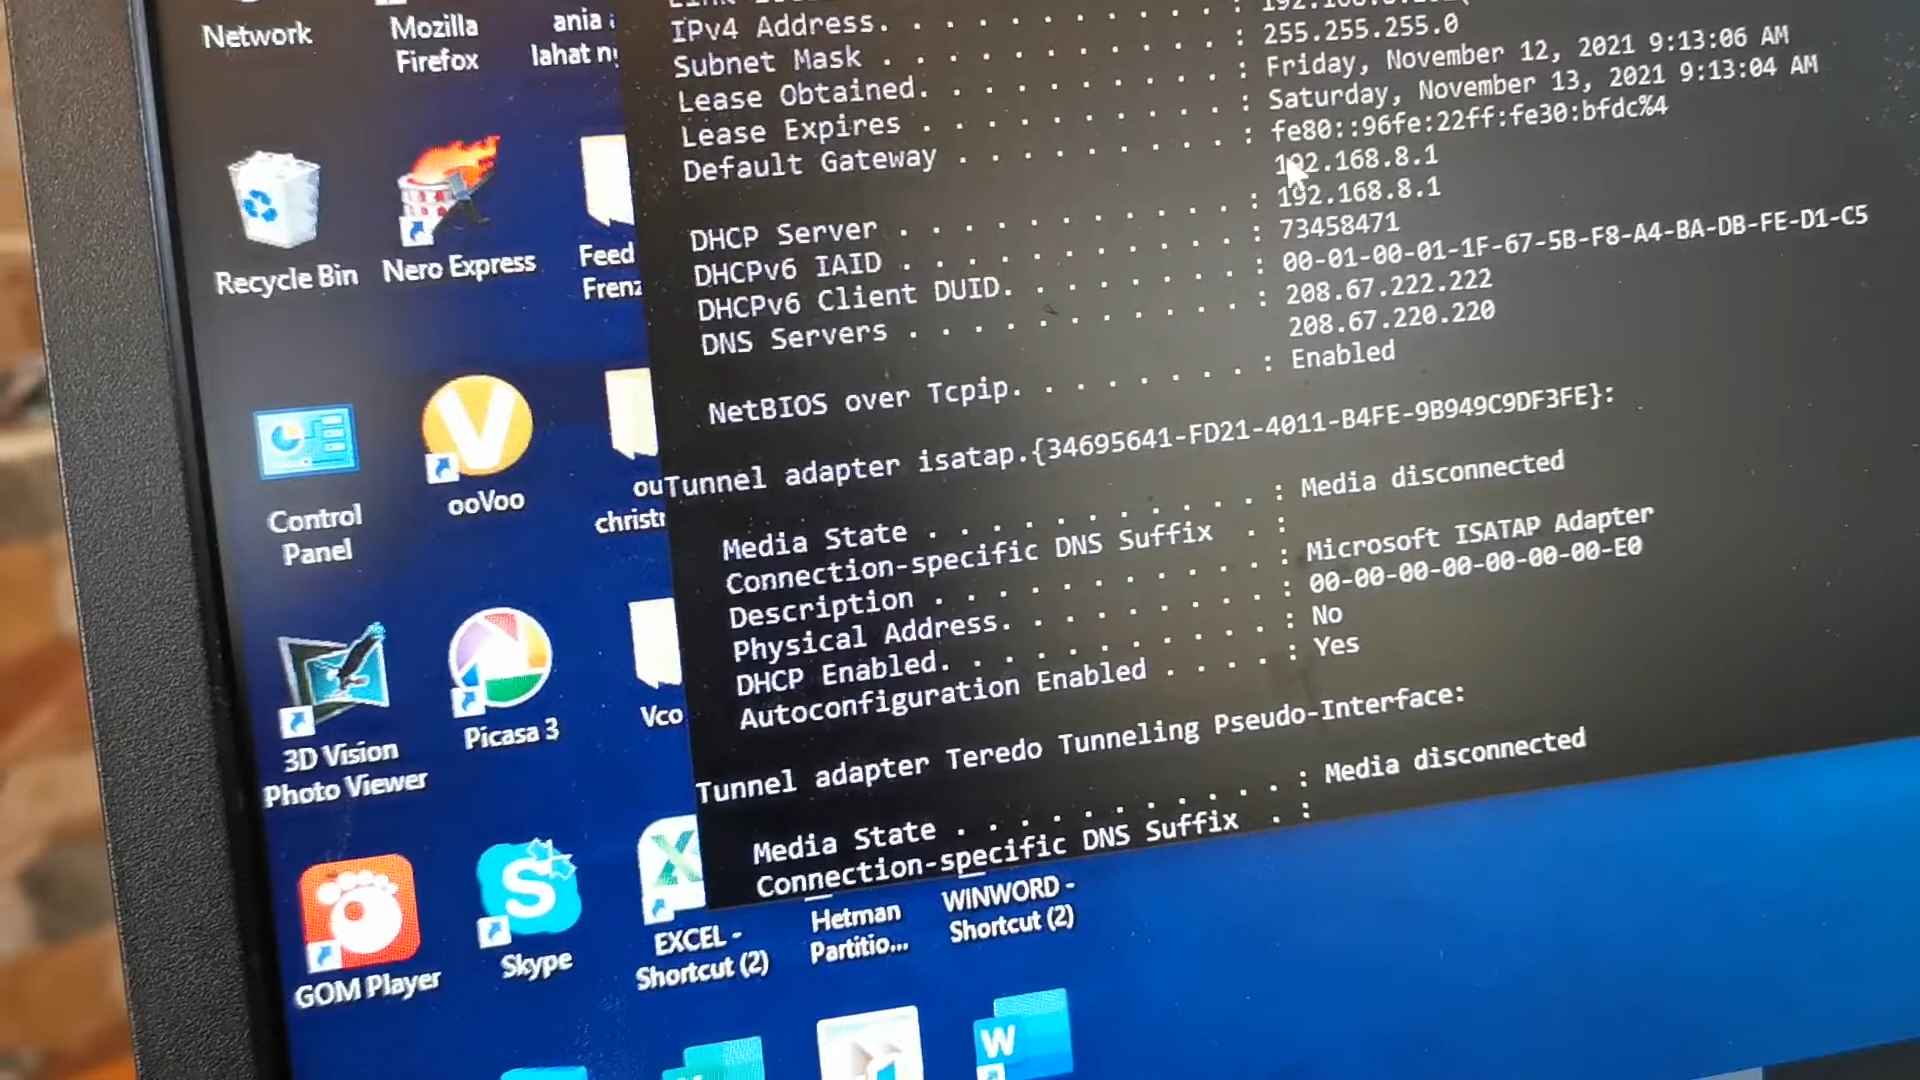 Network
Mozilla
Firefox
ania
lahat
Recycle Bin
Nero Express
Feed
Frenz
Control
Panel
ooVoo
ou
christ
3D Vision
Photo Viewer
Picasa 3
Vco
GOM Player
Skype
EXCEL -
Shortcut (2)
Hetman
Partitio...
WINWORD -
Shortcut (2)
W
IPv4 Address. . . . . . . . . . . :
Subnet Mask . . . . . . . . . . . : 255.255.255.0
Lease Obtained. . . . . . . . . . : Friday, November 12, 2021 9:13:06 AM
Lease Expires . . . . . . . . . . : Saturday, November 13, 2021 9:13:04 AM
Default Gateway . . . . . . . . . : fe80::96fe:22ff:fe30:bfdc%4
192.168.8.1
DHCP Server . . . . . . . . . . . : 192.168.8.1
DHCPv6 IAID . . . . . . . . . . . : 73458471
DHCPv6 Client DUID. . . . . . . . : 00-01-00-01-1F-67-5B-F8-A4-BA-DB-FE-D1-C5
DNS Servers . . . . . . . . . . . : 208.67.222.222
208.67.220.220
NetBIOS over Tcpip. . . . . . . . : Enabled
Tunnel adapter isatap.{34695641-FD21-4011-B4FE-9B949C9DF3FE}:
Media State . . . . . . . . . . . : Media disconnected
Connection-specific DNS Suffix . :
Description . . . . . . . . . . . : Microsoft ISATAP Adapter
Physical Address. . . . . . . . . : 00-00-00-00-00-00-00-E0
DHCP Enabled. . . . . . . . . . . : No
Autoconfiguration Enabled . . . . : Yes
Tunnel adapter Teredo Tunneling Pseudo-Interface:
Media State . . . . . . . . . . . : Media disconnected
Connection-specific DNS Suffix . :